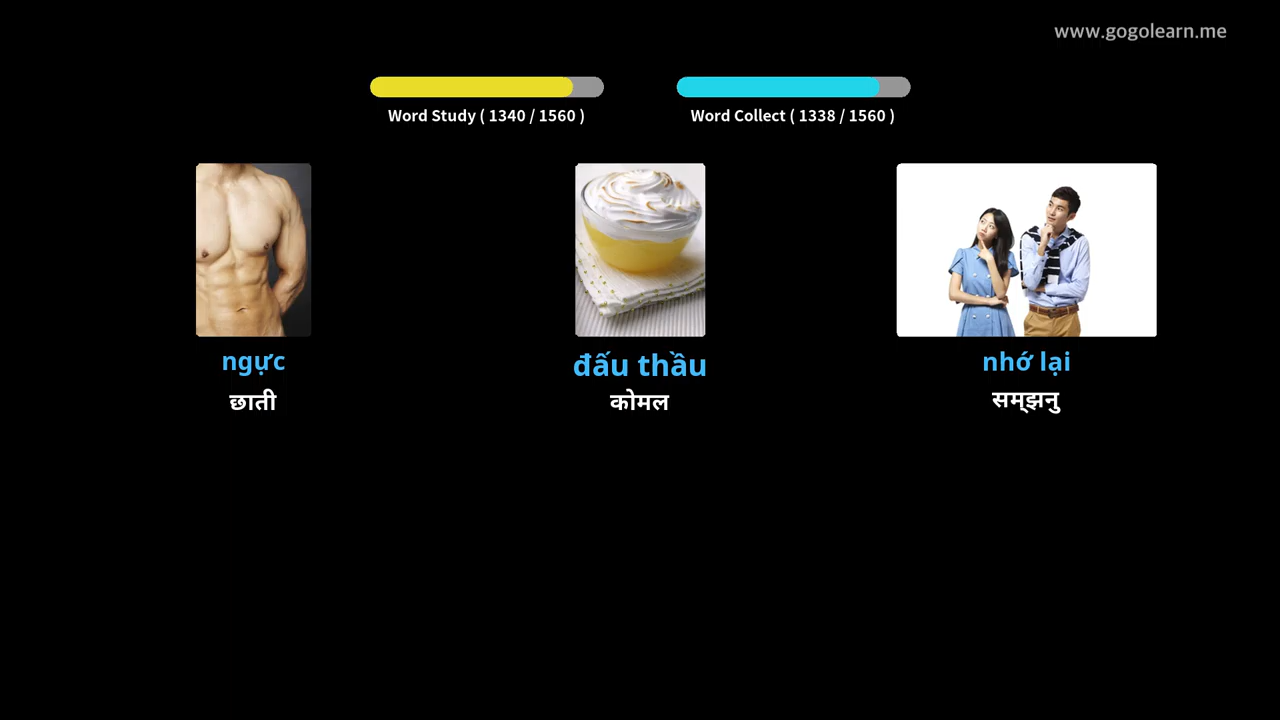 www.gogolearn.me
Word Study ( 1340 / 1560 )
Word Collect ( 1338 / 1560 )
ngực
đấu thầu
nhớ lại
छाती
कोमल
सम्झनु